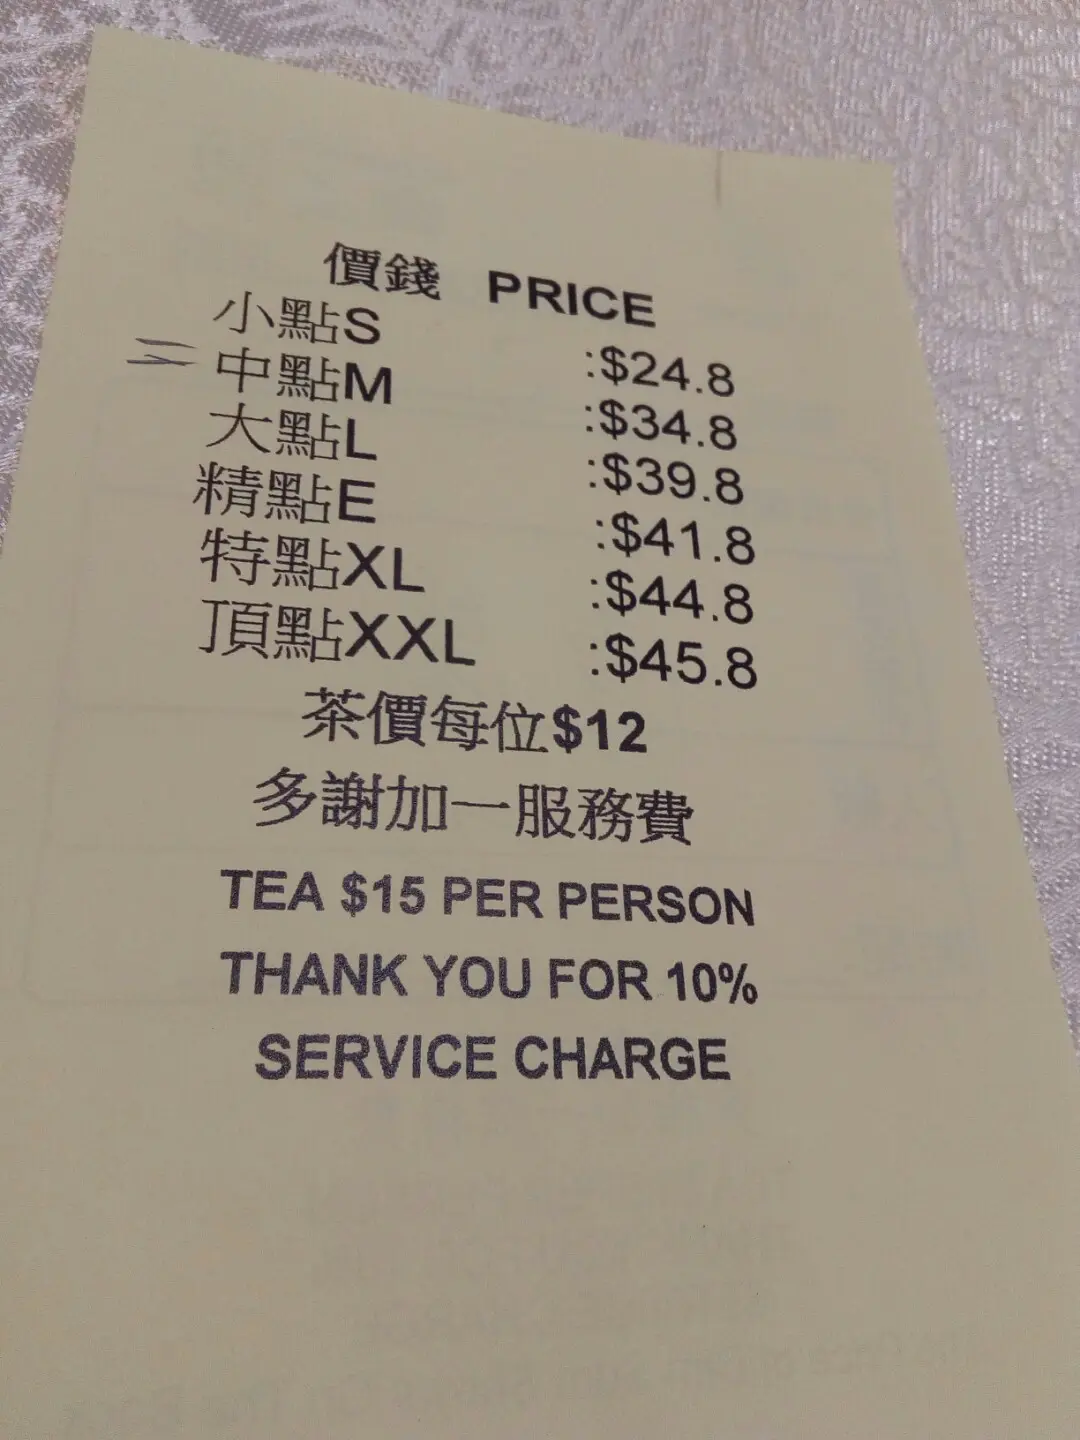 價錢 PRICE
小點S :$24.8
中點M :$34.8
大點L :$39.8
精點E :$41.8
特點XL :$44.8
頂點XXL :$45.8
茶價每位$12
多謝加一服務費
TEA $15 PER PERSON
THANK YOU FOR 10%
SERVICE CHARGE